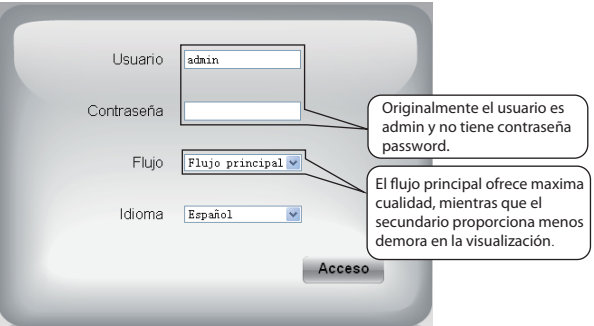 Usuario
admin
Contraseña
Originalmente el usuario es
admin y no tiene contraseña
password.
Flujo
Flujo principal
El flujo principal ofrece maxima
cualidad, mientras que el
secundario proporciona menos
demora en la visualización.
Idioma
Español
Acceso